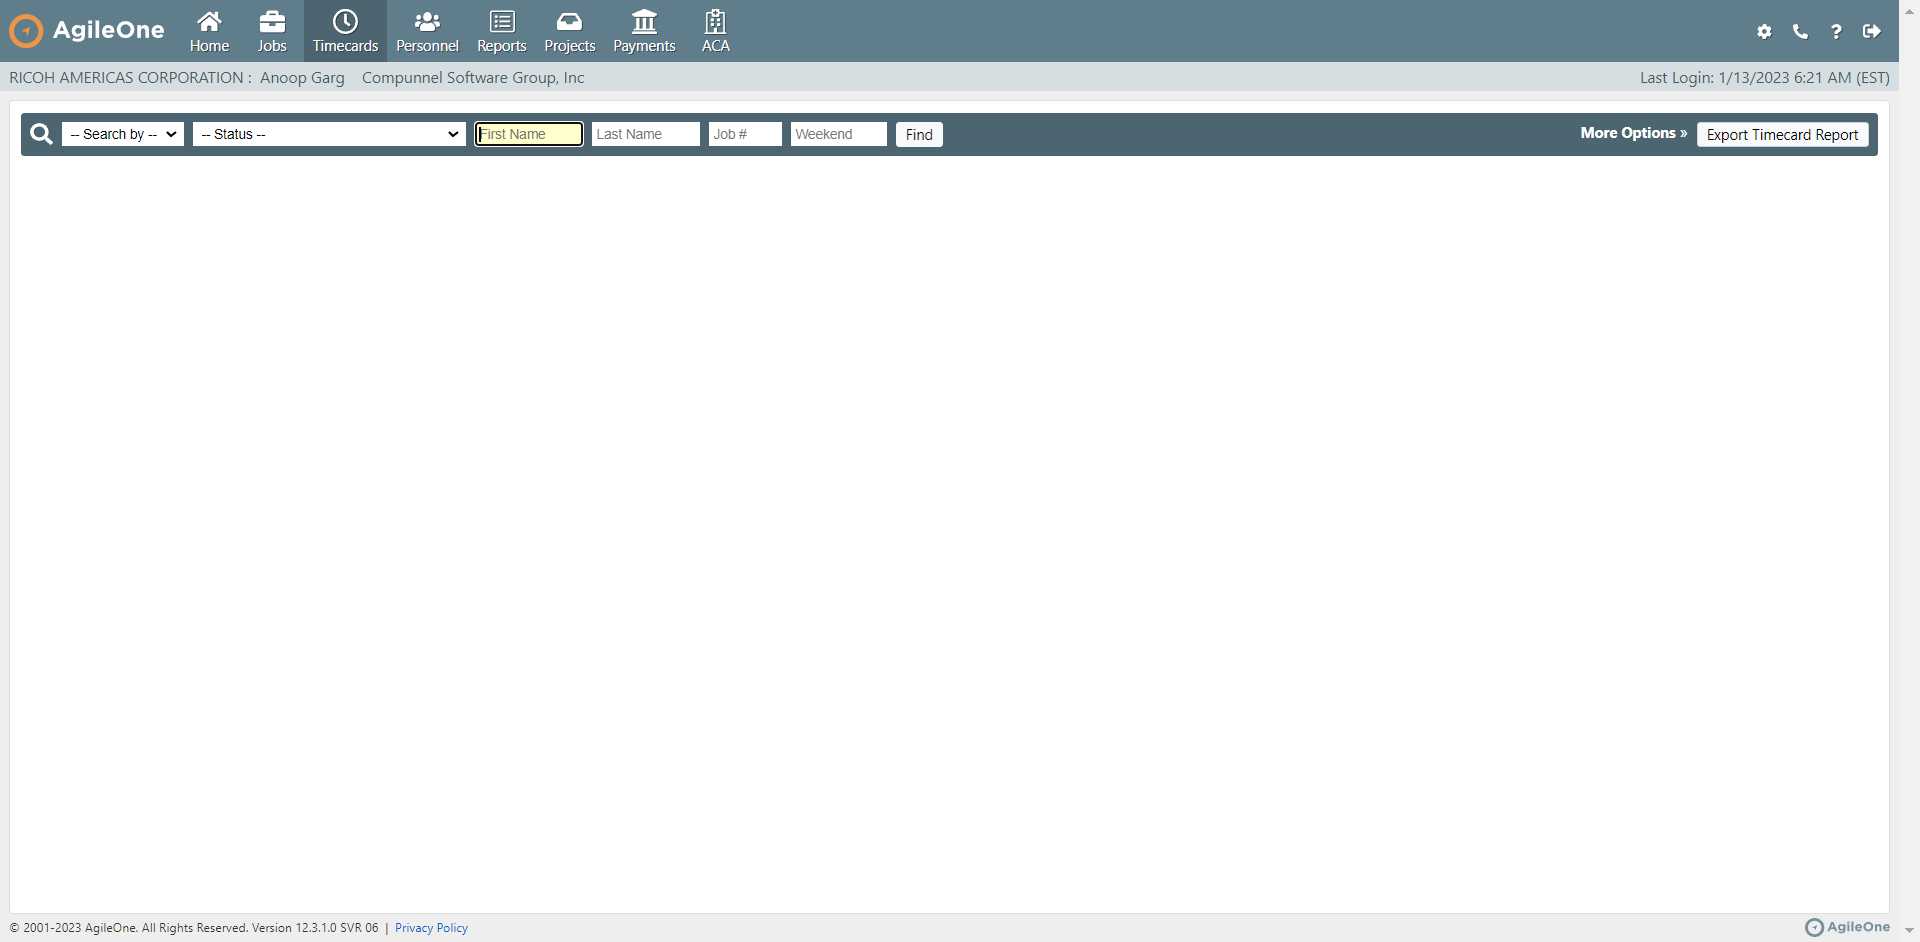 AgileOne
Home
Jobs
Timecards
Personnel
Reports
Projects
Payments
ACA
?
RICOH AMERICAS CORPORATION : Anoop Garg Compunnel Software Group, Inc
Last Login: 1/13/2023 6:21 AM (EST)
-- Search by --
-- Status --
First Name
Last Name
Job #
Weekend
Find
More Options »
Export Timecard Report
© 2001-2023 AgileOne. All Rights Reserved. Version 12.3.1.0 SVR 06 | Privacy Policy
AgileOne